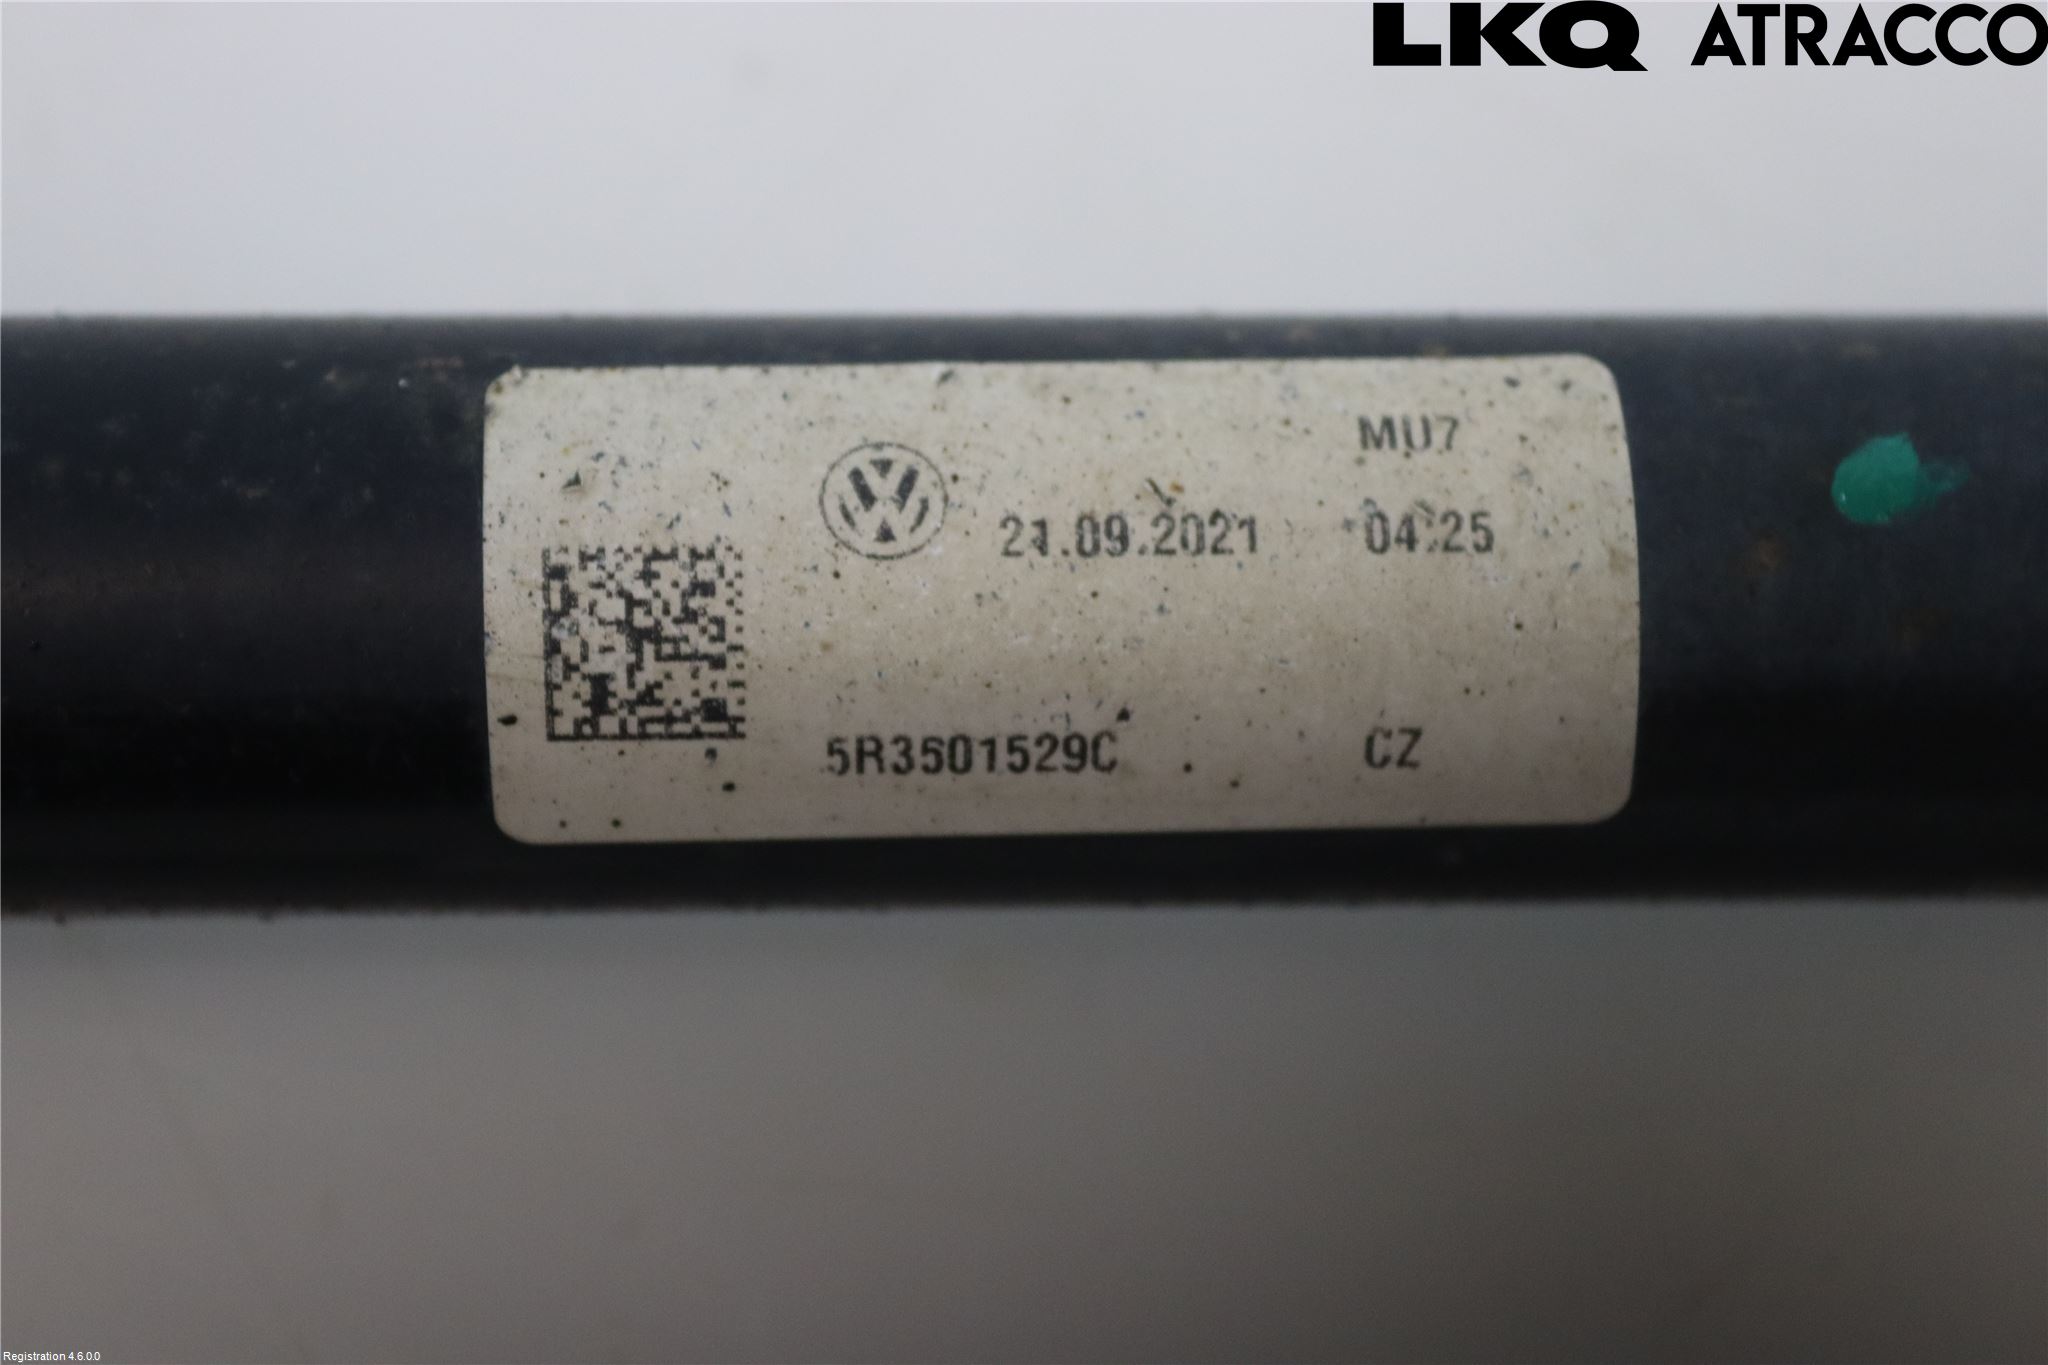 LKQ ATRACCO
MU7
21.09.2021 04:25
5R3501529C CZ
Registration 4.6.0.0